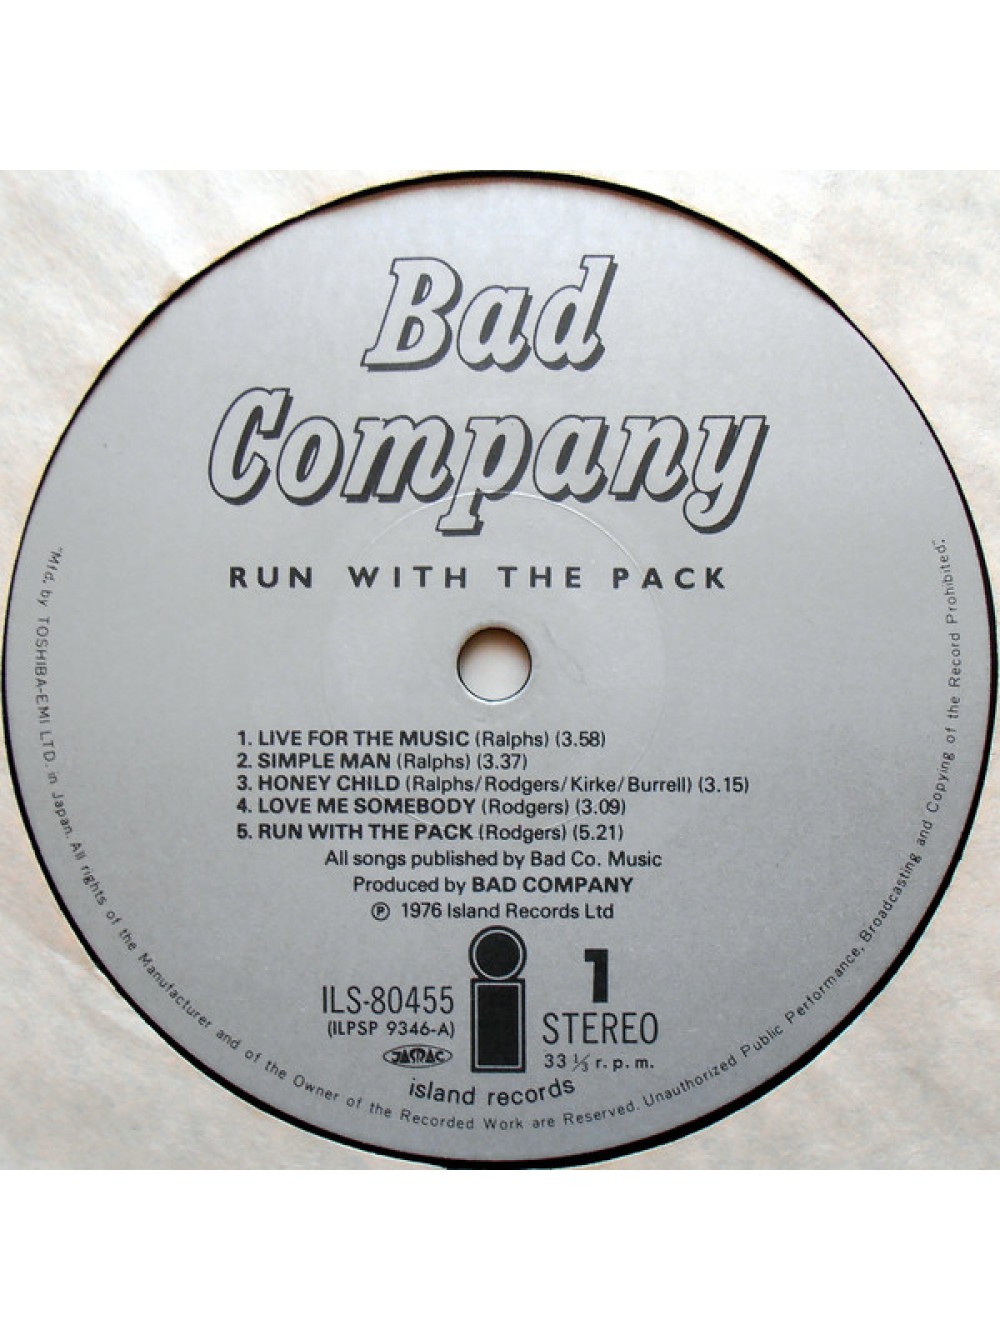 Bad
Company
RUN WITH THE PACK
1. LIVE FOR THE MUSIC (Ralphs) (3.58)
2. SIMPLE MAN (Ralphs) (3.37)
3. HONEY CHILD (Ralphs/Rodgers/Kirke/Burrell) (3.15)
4. LOVE ME SOMEBODY (Rodgers) (3.09)
5. RUN WITH THE PACK (Rodgers) (5.21)
All songs published by Bad Co. Music
Produced by BAD COMPANY
Ⓟ 1976 Island Records Ltd
ILS-80455
(ILPSP 9346-A)
JASRAC
i
1
STEREO
33 ⅓ r.p.m.
island records
"Mfd. by TOSHIBA-EMI LTD. in Japan. All rights of the Manufacturer and of the Owner of the Recorded Work are Reserved. Unauthorized Public Performance, Broadcasting and Copying of the Record Prohibited."